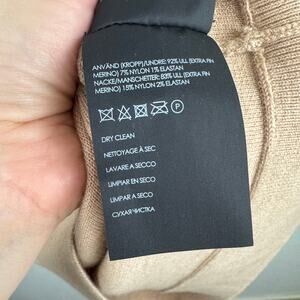 ANVÄND (KROPP)/UNDRE: 92% ULL (EXTRA FIN
MERINO) 7% NYLON 1% ELASTAN
NACKE/MANSCHETTER: 83% ULL (EXTRA FIN
MERINO) 15% NYLON 2% ELASTAN
P
DRY CLEAN
NETTOYAGE À SEC
LAVARE A SECCO
LIMPIAR EN SECO
LIMPAR A SECO
СУХАЯ ЧИСТКА